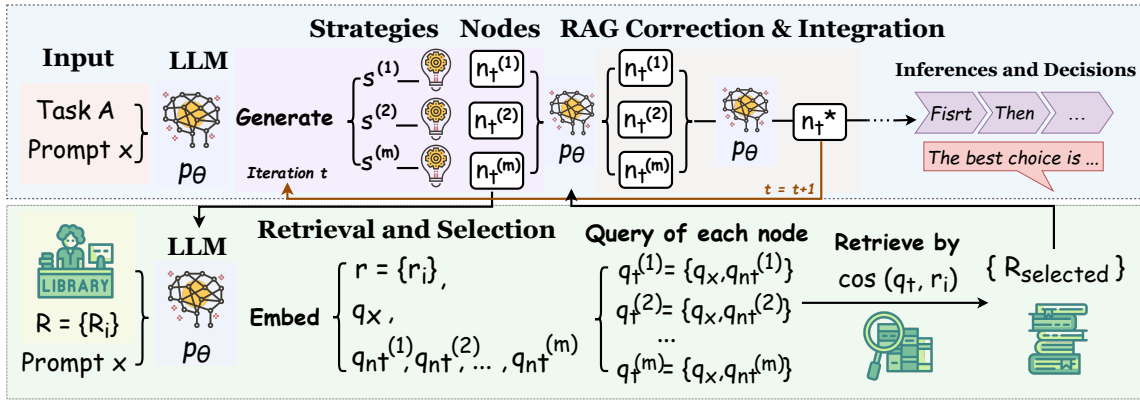 Strategies Nodes RAG Correction & Integration
Input LLM
Inferences and Decisions
Task A
Prompt x
pθ
Generate
s⁽¹⁾
s⁽²⁾
s⁽ᵐ⁾
Iteration t
nₜ⁽¹⁾
nₜ⁽²⁾
nₜ⁽ᵐ⁾
pθ
nₜ⁽¹⁾
nₜ⁽²⁾
nₜ⁽ᵐ⁾
pθ
nₜ*
t = t+1
Fisrt Then ...
The best choice is ...
LLM
Retrieval and Selection
LIBRARY
R = {Rᵢ}
Prompt x
pθ
Embed
r = {rᵢ},
qₓ ,
qₙₜ⁽¹⁾,qₙₜ⁽²⁾, ... ,qₙₜ⁽ᵐ⁾
Query of each node
qₜ⁽¹⁾= {qₓ,qₙₜ⁽¹⁾}
qₜ⁽²⁾= {qₓ,qₙₜ⁽²⁾}
...
qₜ⁽ᵐ⁾= {qₓ,qₙₜ⁽ᵐ⁾}
Retrieve by
cos (qₜ, rᵢ)
{ Rselected }